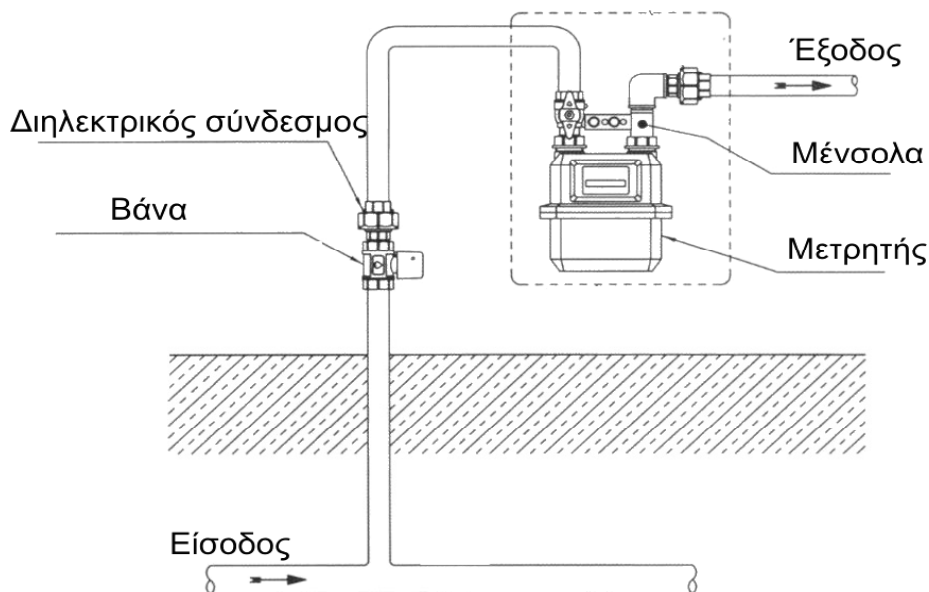 Έξοδος
Διηλεκτρικός σύνδεσμος
Μένσολα
Βάνα
Μετρητής
Είσοδος